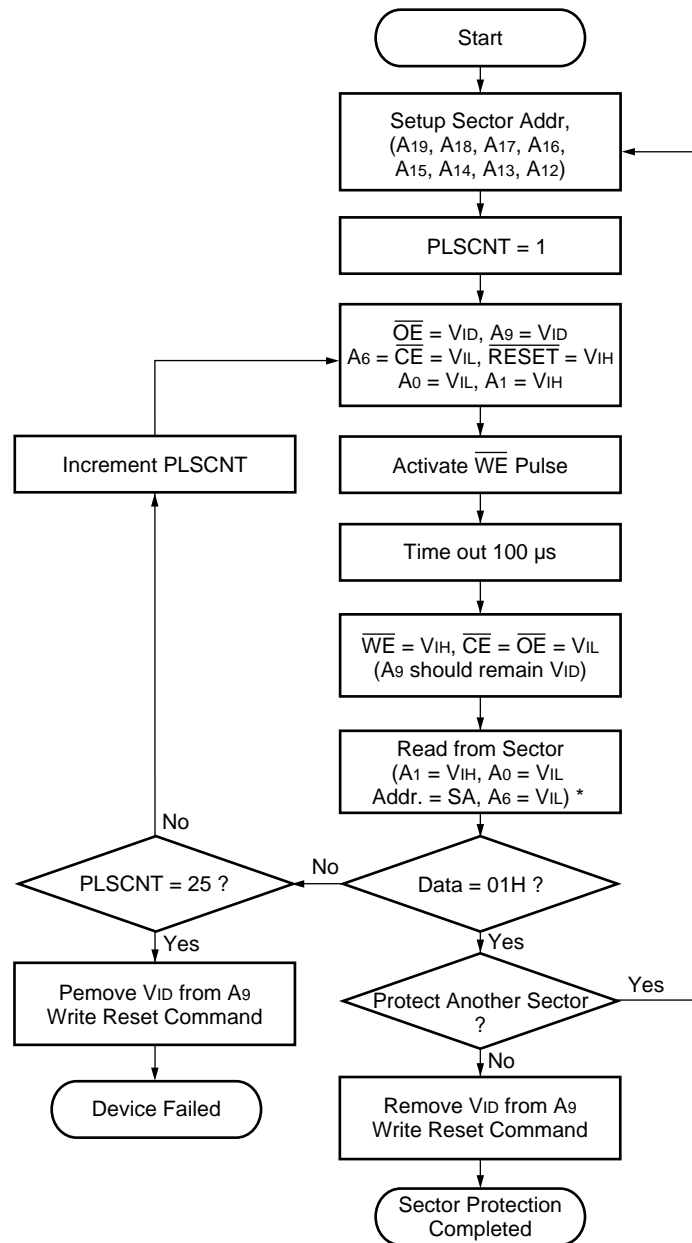 Start
Setup Sector Addr,
(A19, A18, A17, A16,
A15, A14, A13, A12)
PLSCNT = 1
OE = VID, A9 = VID
A6 = CE = VIL, RESET = VIH
A0 = VIL, A1 = VIH
Increment PLSCNT
Activate WE Pulse
Time out 100 µs
WE = VIH, CE = OE = VIL
(A9 should remain VID)
Read from Sector
(A1 = VIH, A0 = VIL
Addr. = SA, A6 = VIL) *
No
No
PLSCNT = 25 ?
Data = 01H ?
Yes
Yes
Pemove VID from A9
Write Reset Command
Protect Another Sector
?
Yes
No
Device Failed
Remove VID from A9
Write Reset Command
Sector Protection
Completed